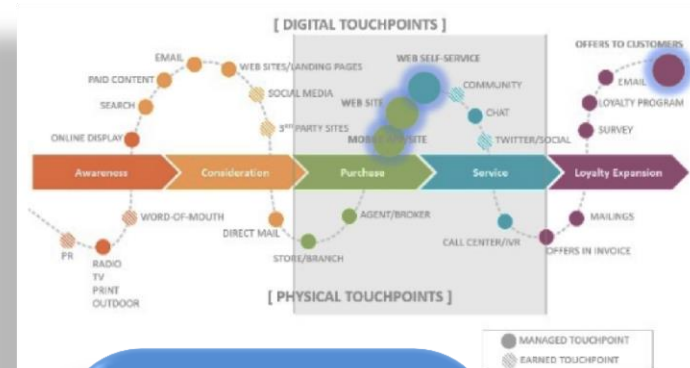 [ DIGITAL TOUCHPOINTS ]
OFFERS TO CUSTOMERS
EMAIL
WEB SELF-SERVICE
WEB SITES/LANDING PAGES
PAID CONTENT
EMAIL
COMMUNITY
SOCIAL MEDIA
LOYALTY PROGRAM
SEARCH
WEB SITE
CHAT
3RD PARTY SITES
SURVEY
ONLINE DISPLAY
TWITTER/SOCIAL
Awareness
Consideration
Purchase
Service
Loyalty Expansion
WORD-OF-MOUTH
AGENT/BROKER
MAILINGS
DIRECT MAIL
CALL CENTER/IVR
OFFERS IN INVOICE
PR
STORE/BRANCH
RADIO
TV
PRINT
OUTDOOR
[ PHYSICAL TOUCHPOINTS ]
MANAGED TOUCHPOINT
EARNED TOUCHPOINT